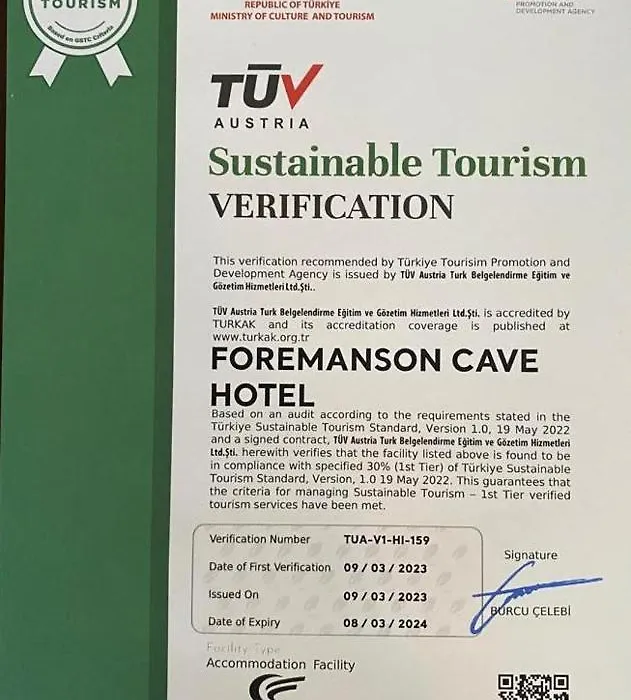 TOURISM
Based on GSTC Criteria
REPUBLIC OF TÜRKİYE
MINISTRY OF CULTURE AND TOURISM
PROMOTION AND
DEVELOPMENT AGENCY
TÜV
AUSTRIA
Sustainable Tourism
VERIFICATION
This verification recommended by Türkiye Tourisim Promotion and
Development Agency is issued by TÜV Austria Turk Belgelendirme Eğitim ve
Gözetim Hizmetleri Ltd.Şti..
TÜV Austria Turk Belgelendirme Eğitim ve Gözetim Hizmetleri Ltd.Şti. is accredited by
TURKAK and its accreditation coverage is published at
www.turkak.org.tr
FOREMANSON CAVE
HOTEL
Based on an audit according to the requirements stated in the
Türkiye Sustainable Tourism Standard, Version 1.0, 19 May 2022
and a signed contract, TÜV Austria Turk Belgelendirme Eğitim ve Gözetim Hizmetleri
Ltd.Şti. herewith verifies that the facility listed above is found to be
in compliance with specified 30% (1st Tier) of Türkiye Sustainable
Tourism Standard, Version, 1.0 19 May 2022. This guarantees that
the criteria for managing Sustainable Tourism – 1st Tier verified
tourism services have been met.
Verification Number TUA-V1-HI-159
Date of First Verification 09 / 03 / 2023
Issued On 09 / 03 / 2023
Date of Expiry 08 / 03 / 2024
Signature
BURCU ÇELEBİ
Facility Type
Accommodation Facility